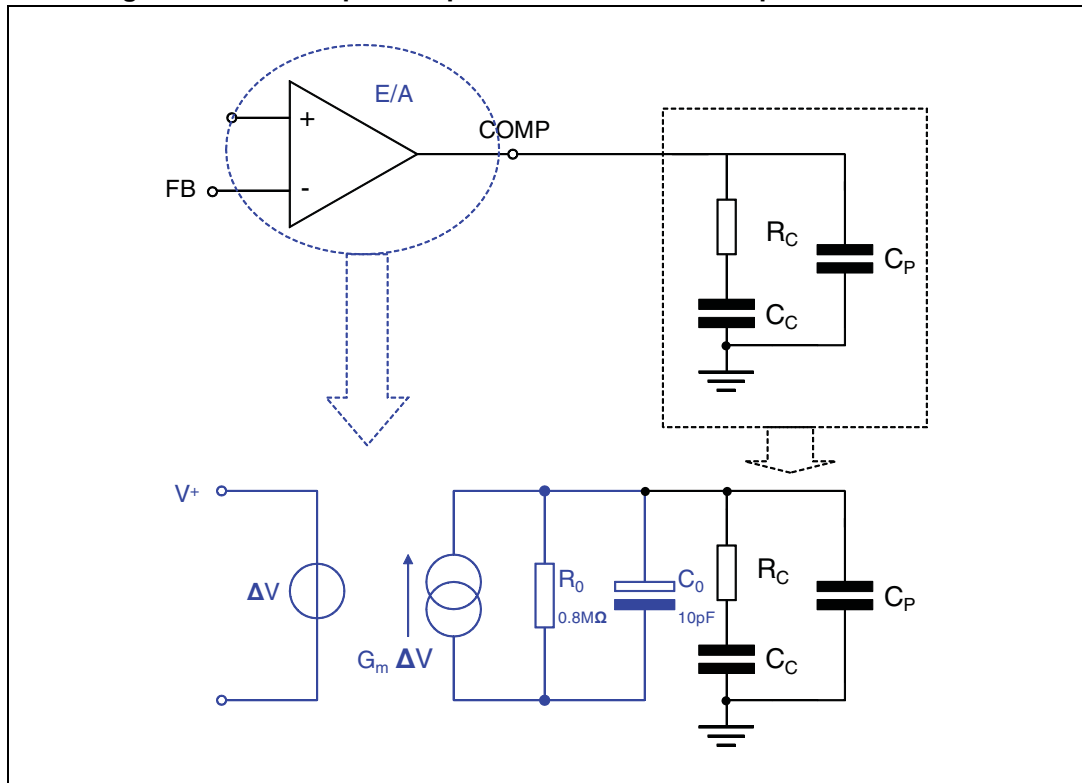 E/A
+
COMP
FB
-
R_C
C_P
C_C
V+
ΔV
G_m ΔV
R_0
0.8MΩ
C_0
10pF
R_C
C_P
C_C